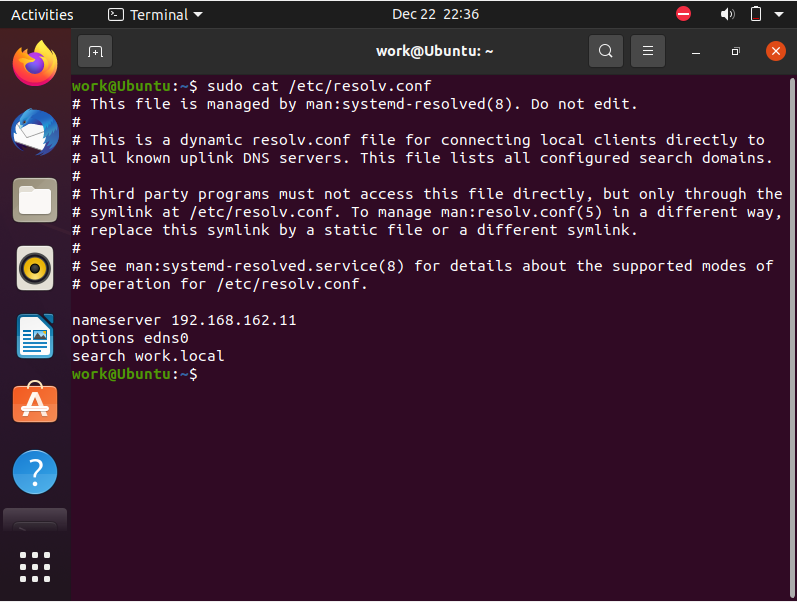 Activities Terminal Dec 22 22:36
work@Ubuntu: ~
work@Ubuntu:~$ sudo cat /etc/resolv.conf
# This file is managed by man:systemd-resolved(8). Do not edit.
#
# This is a dynamic resolv.conf file for connecting local clients directly to
# all known uplink DNS servers. This file lists all configured search domains.
#
# Third party programs must not access this file directly, but only through the
# symlink at /etc/resolv.conf. To manage man:resolv.conf(5) in a different way,
# replace this symlink by a static file or a different symlink.
#
# See man:systemd-resolved.service(8) for details about the supported modes of
# operation for /etc/resolv.conf.

nameserver 192.168.162.11
options edns0
search work.local
work@Ubuntu:~$